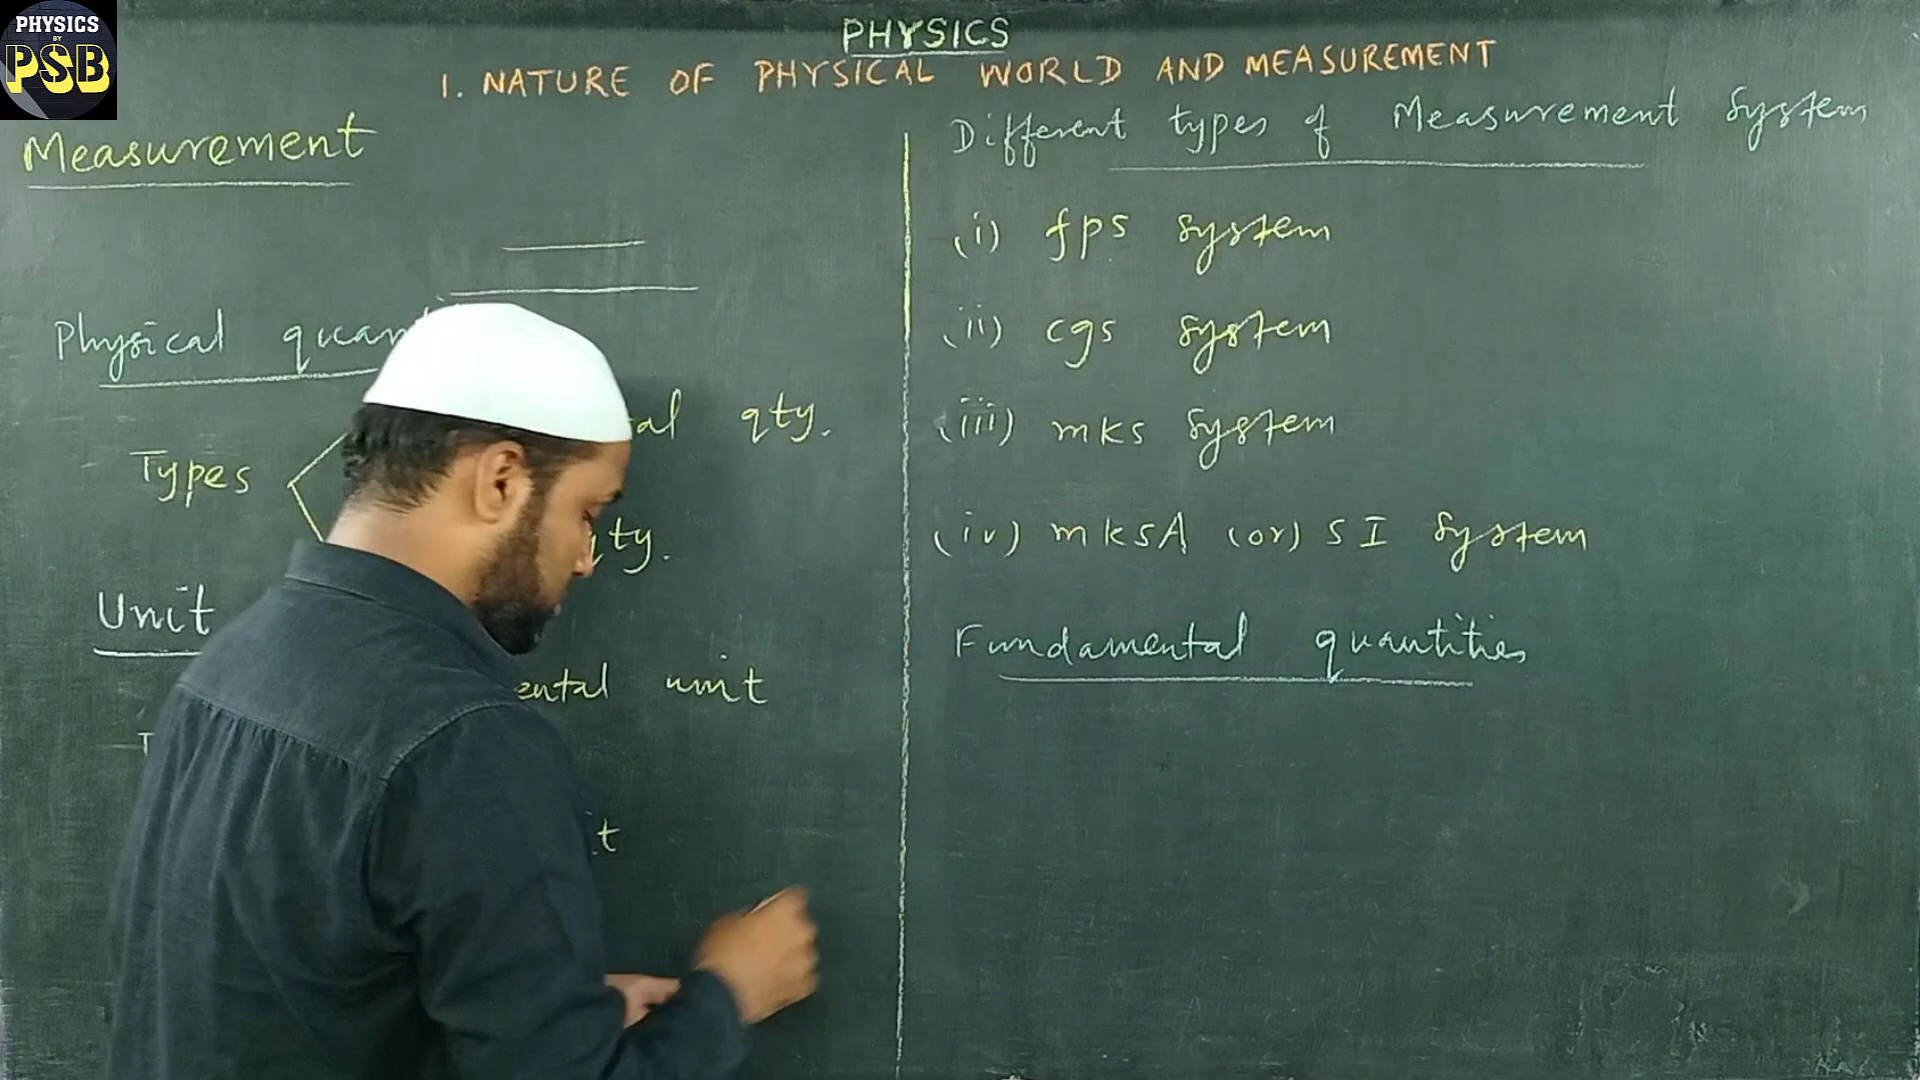 PHYSICS
BY
PSB
PHYSICS
1. NATURE OF PHYSICAL WORLD AND MEASUREMENT
Measurement
Physical
al qty.
Types
qty.
Unit
ental unit
it
Different types of Measurement System
(i) fps system
(ii) cgs system
(iii) mks system
(iv) mksA (or) SI system
Fundamental quantities